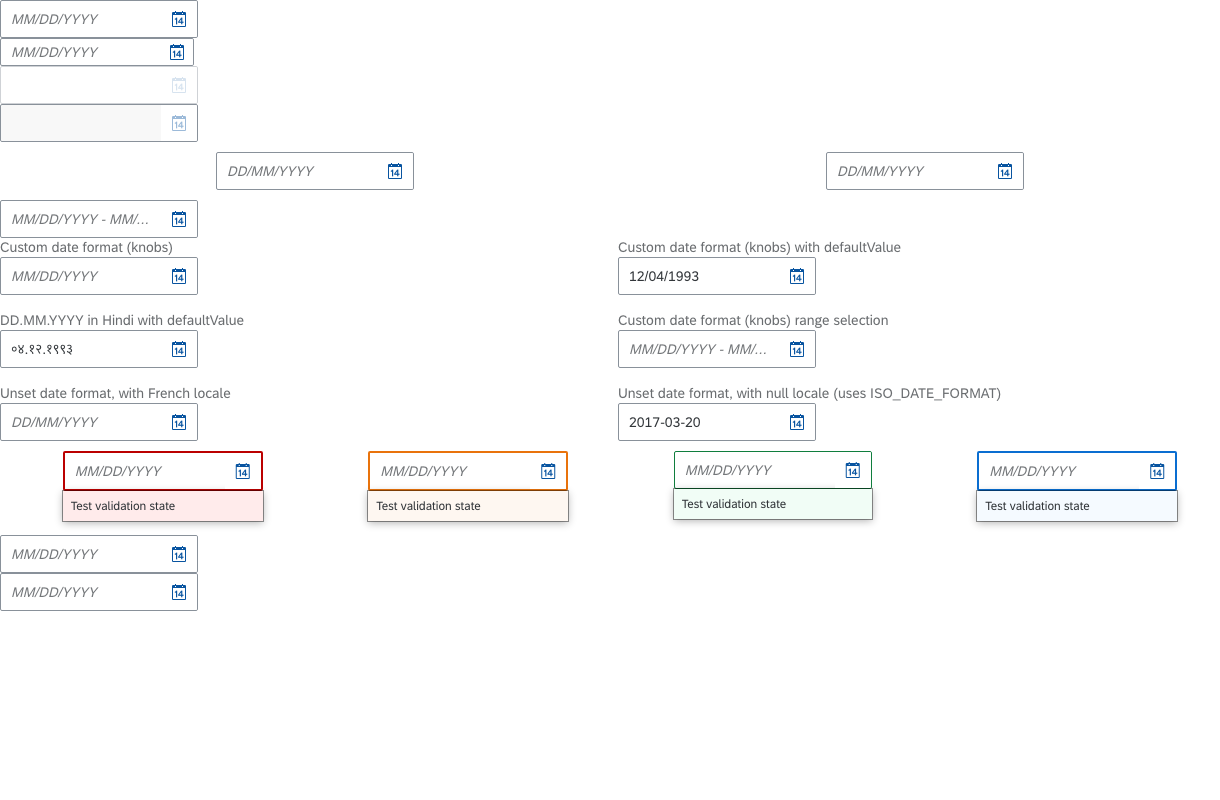 MM/DD/YYYY 14
MM/DD/YYYY 14
14
14
DD/MM/YYYY 14 DD/MM/YYYY 14
MM/DD/YYYY - MM/... 14
Custom date format (knobs) Custom date format (knobs) with defaultValue
MM/DD/YYYY 14 12/04/1993 14
DD.MM.YYYY in Hindi with defaultValue Custom date format (knobs) range selection
०४.१२.१९९३ 14 MM/DD/YYYY - MM/... 14
Unset date format, with French locale Unset date format, with null locale (uses ISO_DATE_FORMAT)
DD/MM/YYYY 14 2017-03-20 14
MM/DD/YYYY 14 MM/DD/YYYY 14 MM/DD/YYYY 14 MM/DD/YYYY 14
Test validation state Test validation state Test validation state Test validation state
MM/DD/YYYY 14
MM/DD/YYYY 14